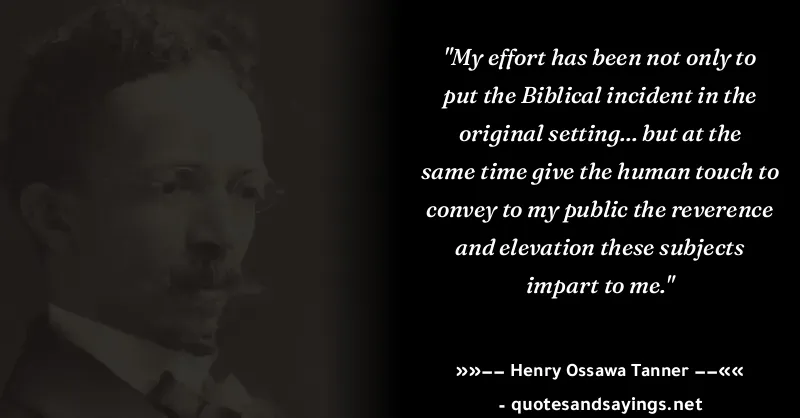 "My effort has been not only to
put the Biblical incident in the
original setting... but at the
same time give the human touch to
convey to my public the reverence
and elevation these subjects
impart to me."
»»−− Henry Ossawa Tanner −−««
- quotesandsayings.net